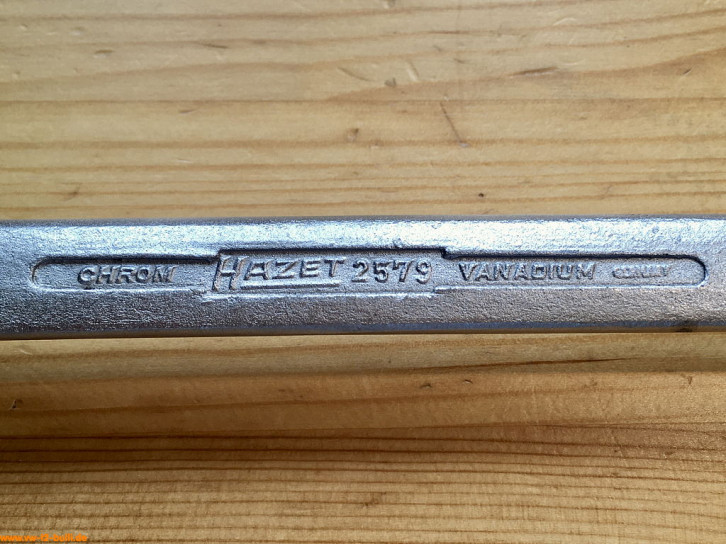 CHROM HAZET 2579 VANADIUM